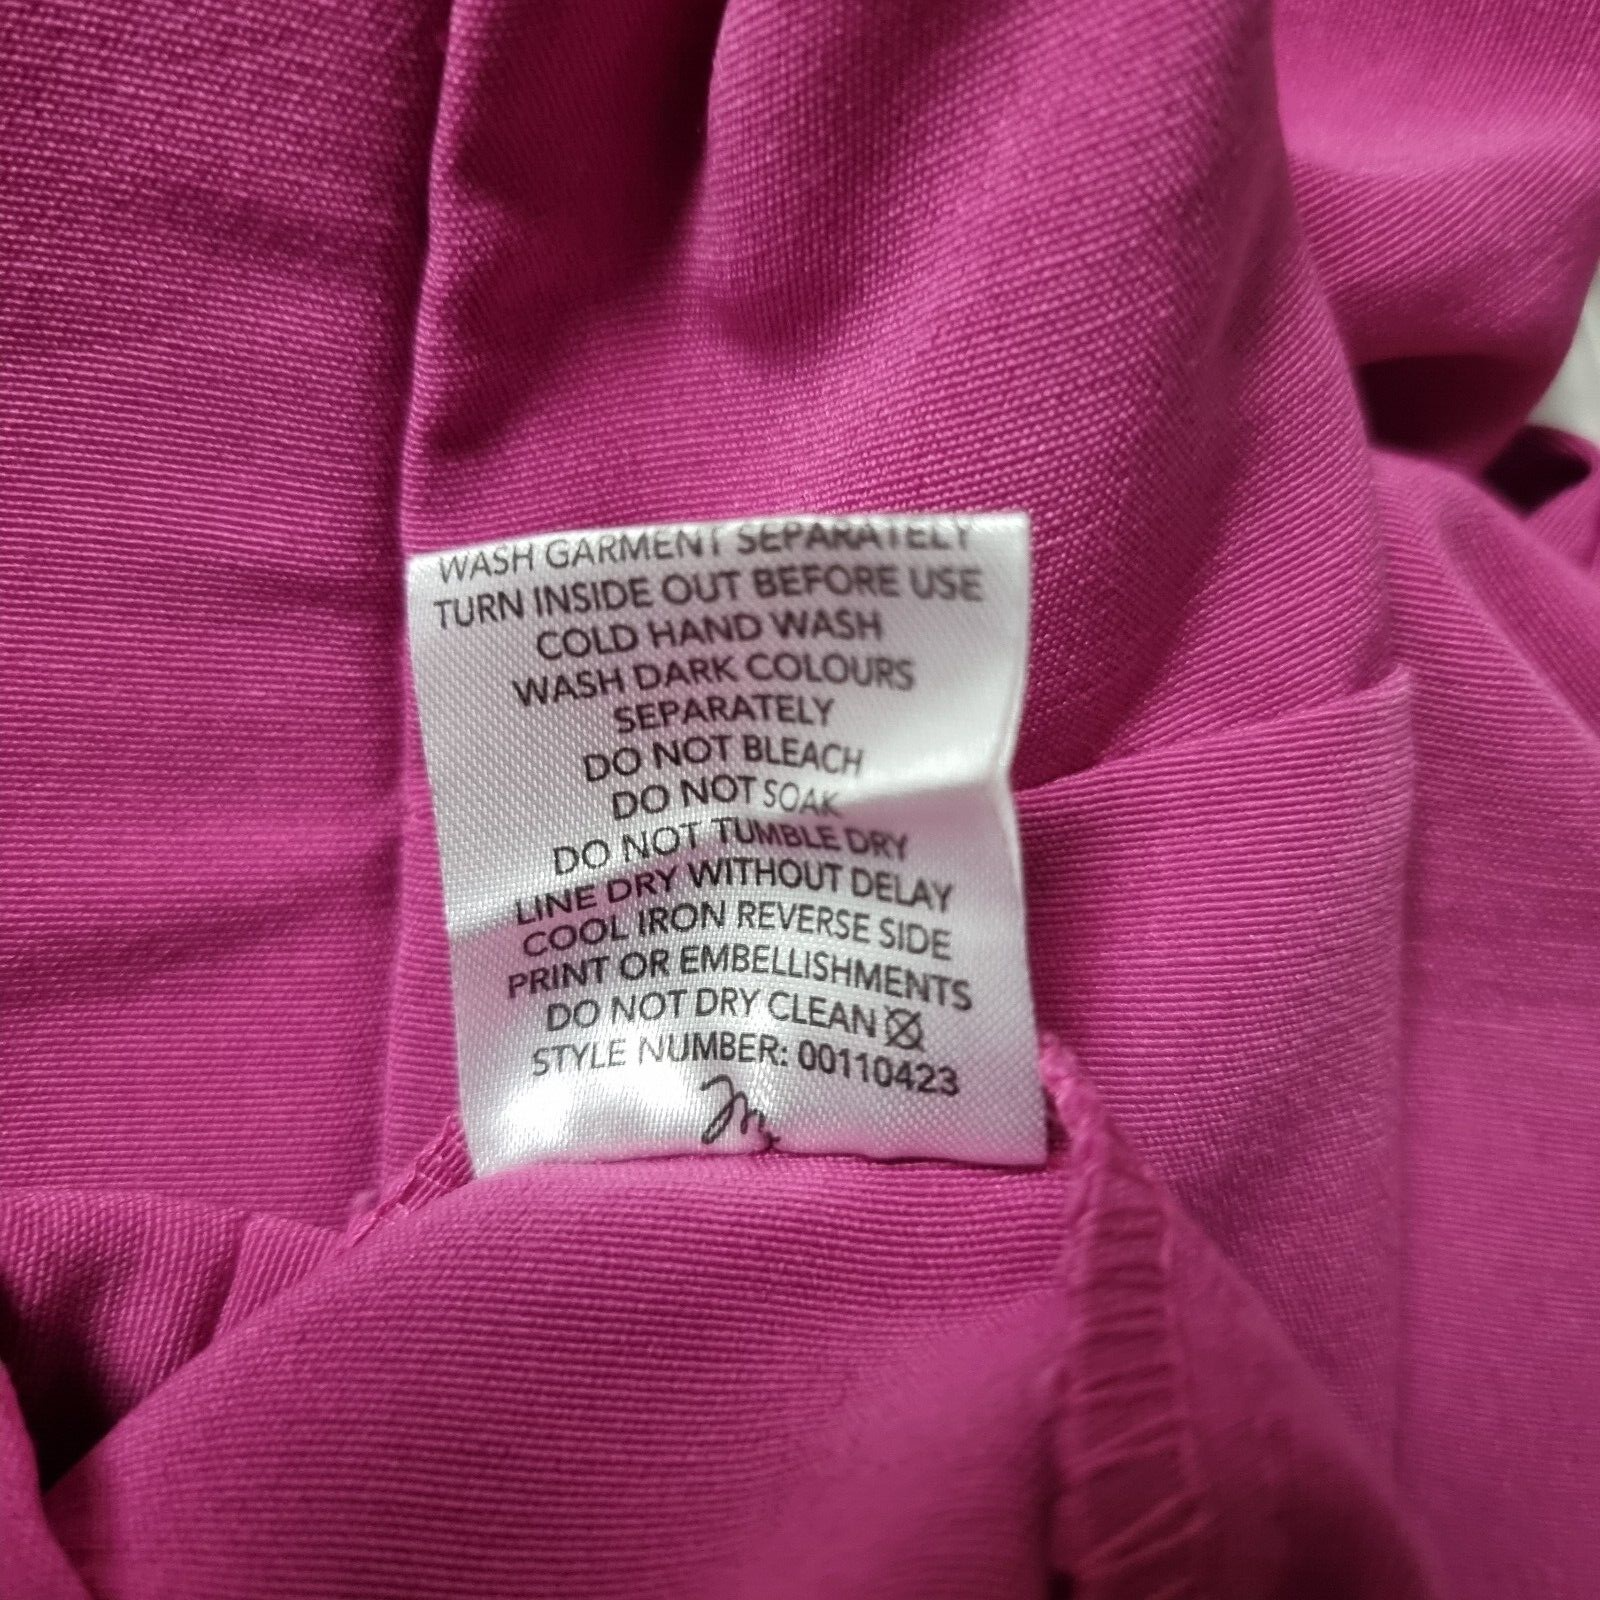 WASH GARMENT SEPARATELY
TURN INSIDE OUT BEFORE USE
COLD HAND WASH
WASH DARK COLOURS
SEPARATELY
DO NOT BLEACH
DO NOT SOAK
DO NOT TUMBLE DRY
LINE DRY WITHOUT DELAY
COOL IRON REVERSE SIDE
PRINT OR EMBELLISHMENTS
DO NOT DRY CLEAN
STYLE NUMBER: 00110423